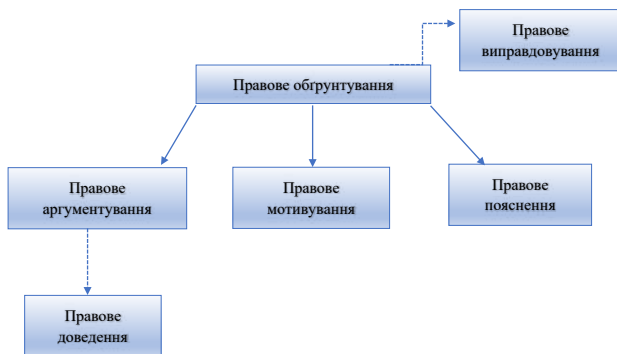 Правове
виправдовування
Правове обґрунтування
Правове
аргументування
Правове
мотивування
Правове
пояснення
Правове
доведення